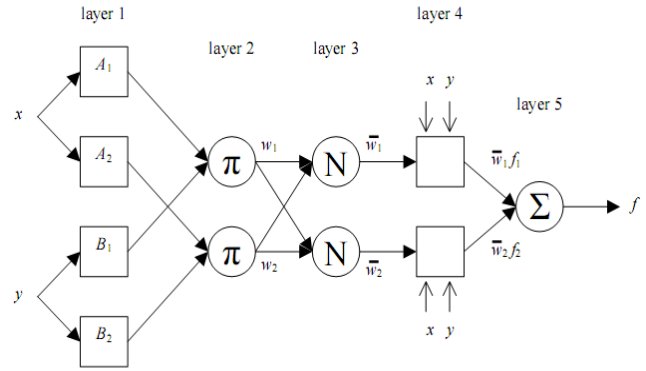 layer 1
layer 4
layer 2
layer 3
A₁
x y
layer 5
x
w₁
w̄₁
A₂
π
N
w̄₁f₁
Σ
f
B₁
π
N
w̄₂f₂
w₂
w̄₂
y
B₂
x y